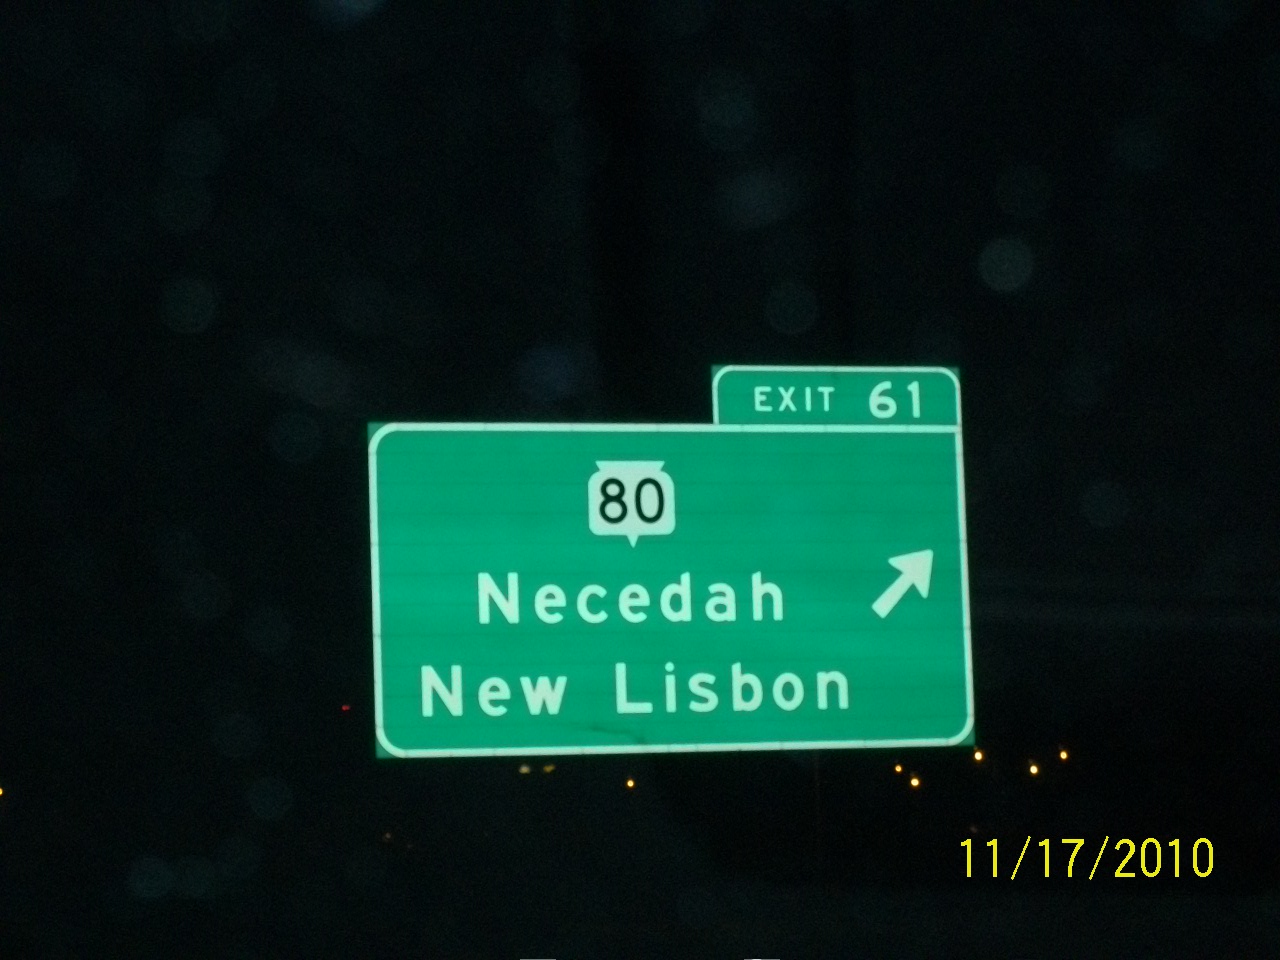 EXIT 61
80
Necedah
New Lisbon
11/17/2010